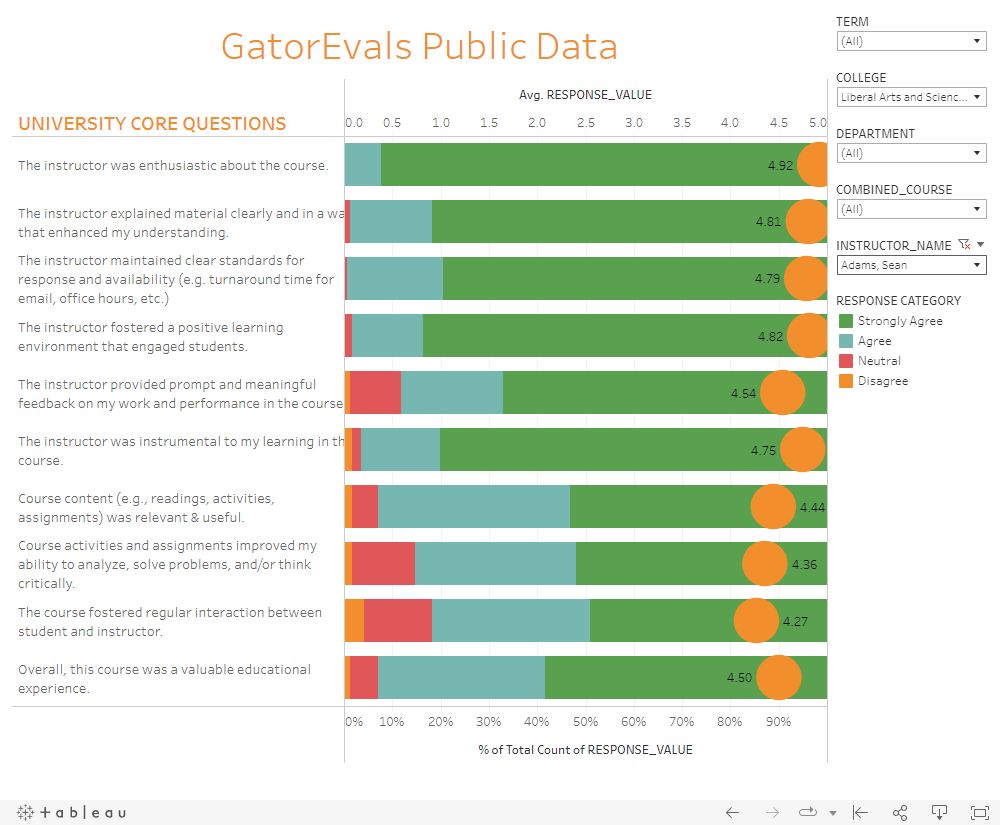 GatorEvals Public Data
TERM
(All)
COLLEGE
Liberal Arts and Scienc...
DEPARTMENT
(All)
COMBINED_COURSE
(All)
INSTRUCTOR_NAME
Adams, Sean
RESPONSE CATEGORY
Strongly Agree
Agree
Neutral
Disagree
Avg. RESPONSE_VALUE
UNIVERSITY CORE QUESTIONS
0.0 0.5 1.0 1.5 2.0 2.5 3.0 3.5 4.0 4.5 5.0
The instructor was enthusiastic about the course.
4.92
The instructor explained material clearly and in a wa
that enhanced my understanding.
4.81
The instructor maintained clear standards for
response and availability (e.g. turnaround time for
email, office hours, etc.)
4.79
The instructor fostered a positive learning
environment that engaged students.
4.82
The instructor provided prompt and meaningful
feedback on my work and performance in the course
4.54
The instructor was instrumental to my learning in th
course.
4.75
Course content (e.g., readings, activities,
assignments) was relevant & useful.
4.44
Course activities and assignments improved my
ability to analyze, solve problems, and/or think
critically.
4.36
The course fostered regular interaction between
student and instructor.
4.27
Overall, this course was a valuable educational
experience.
4.50
0% 10% 20% 30% 40% 50% 60% 70% 80% 90%
% of Total Count of RESPONSE_VALUE
tableau